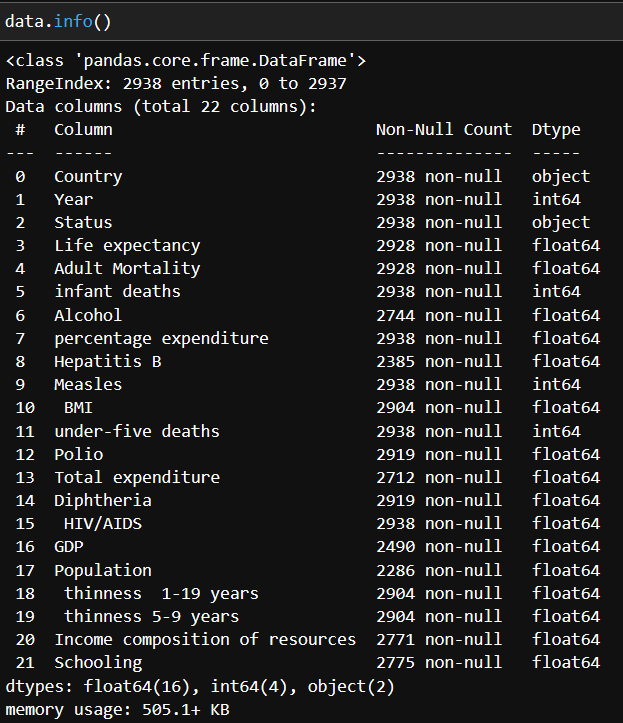 data.info()
<class 'pandas.core.frame.DataFrame'>
RangeIndex: 2938 entries, 0 to 2937
Data columns (total 22 columns):
 #   Column                           Non-Null Count  Dtype
---  ------                           --------------  -----
 0   Country                          2938 non-null   object
 1   Year                             2938 non-null   int64
 2   Status                           2938 non-null   object
 3   Life expectancy                  2928 non-null   float64
 4   Adult Mortality                  2928 non-null   float64
 5   infant deaths                    2938 non-null   int64
 6   Alcohol                          2744 non-null   float64
 7   percentage expenditure           2938 non-null   float64
 8   Hepatitis B                      2385 non-null   float64
 9   Measles                          2938 non-null   int64
 10   BMI                             2904 non-null   float64
 11  under-five deaths                2938 non-null   int64
 12  Polio                            2919 non-null   float64
 13  Total expenditure                2712 non-null   float64
 14  Diphtheria                       2919 non-null   float64
 15   HIV/AIDS                        2938 non-null   float64
 16  GDP                              2490 non-null   float64
 17  Population                       2286 non-null   float64
 18   thinness  1-19 years            2904 non-null   float64
 19   thinness 5-9 years              2904 non-null   float64
 20  Income composition of resources  2771 non-null   float64
 21  Schooling                        2775 non-null   float64
dtypes: float64(16), int64(4), object(2)
memory usage: 505.1+ KB